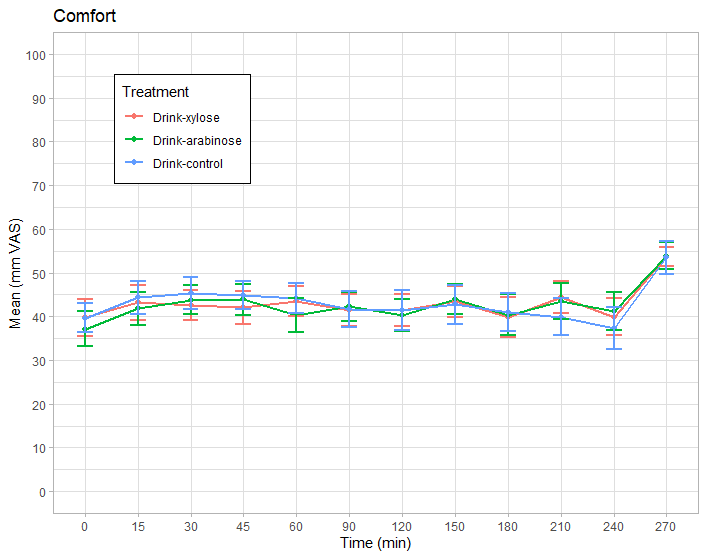 Comfort
100
90
80
70
60
50
40
30
20
10
0
Mean (mm VAS)
Treatment
Drink-xylose
Drink-arabinose
Drink-control
0 15 30 45 60 90 120 150 180 210 240 270
Time (min)